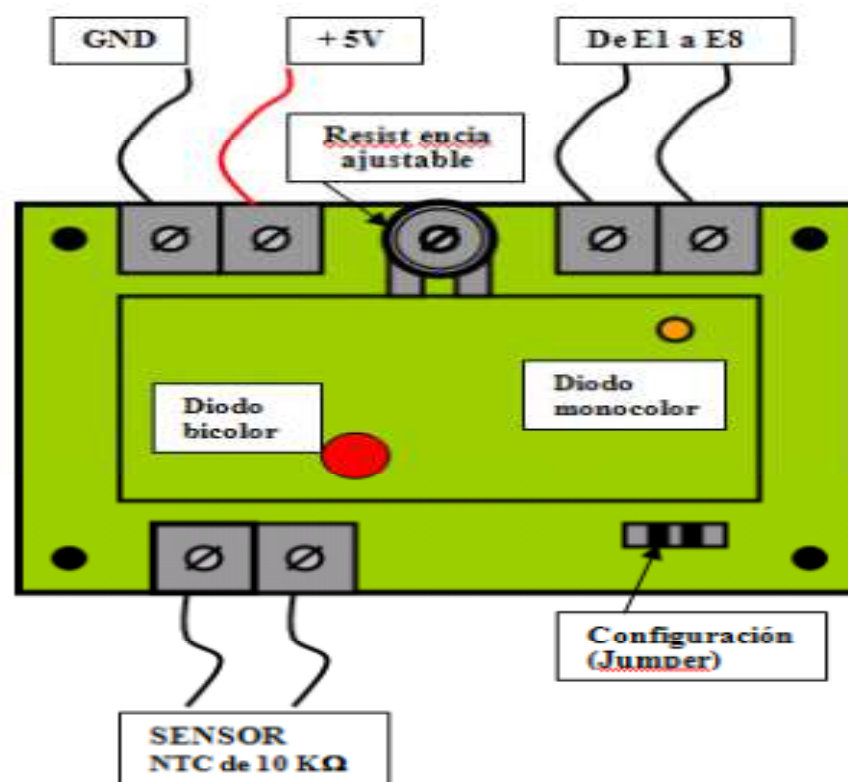 GND
+ 5V
De E1 a E8
Resist encia
ajustable
Diodo
monocolor
Diodo
bicolor
Configuración
(Jumper)
SENSOR
NTC de 10 KΩ